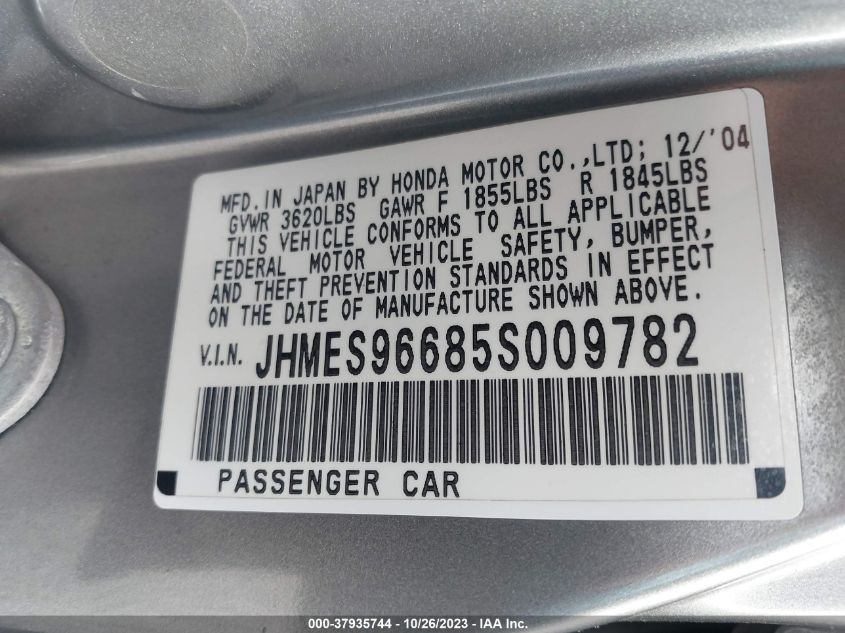 MFD. IN JAPAN BY HONDA MOTOR CO.,LTD; 12/'04
GVWR 3620LBS GAWR F 1855LBS R 1845LBS
THIS VEHICLE CONFORMS TO ALL APPLICABLE
FEDERAL MOTOR VEHICLE SAFETY, BUMPER,
AND THEFT PREVENTION STANDARDS IN EFFECT
ON THE DATE OF MANUFACTURE SHOWN ABOVE.
V.I.N. JHMES96685S009782
PASSENGER CAR
000-37935744 - 10/26/2023 - IAA Inc.